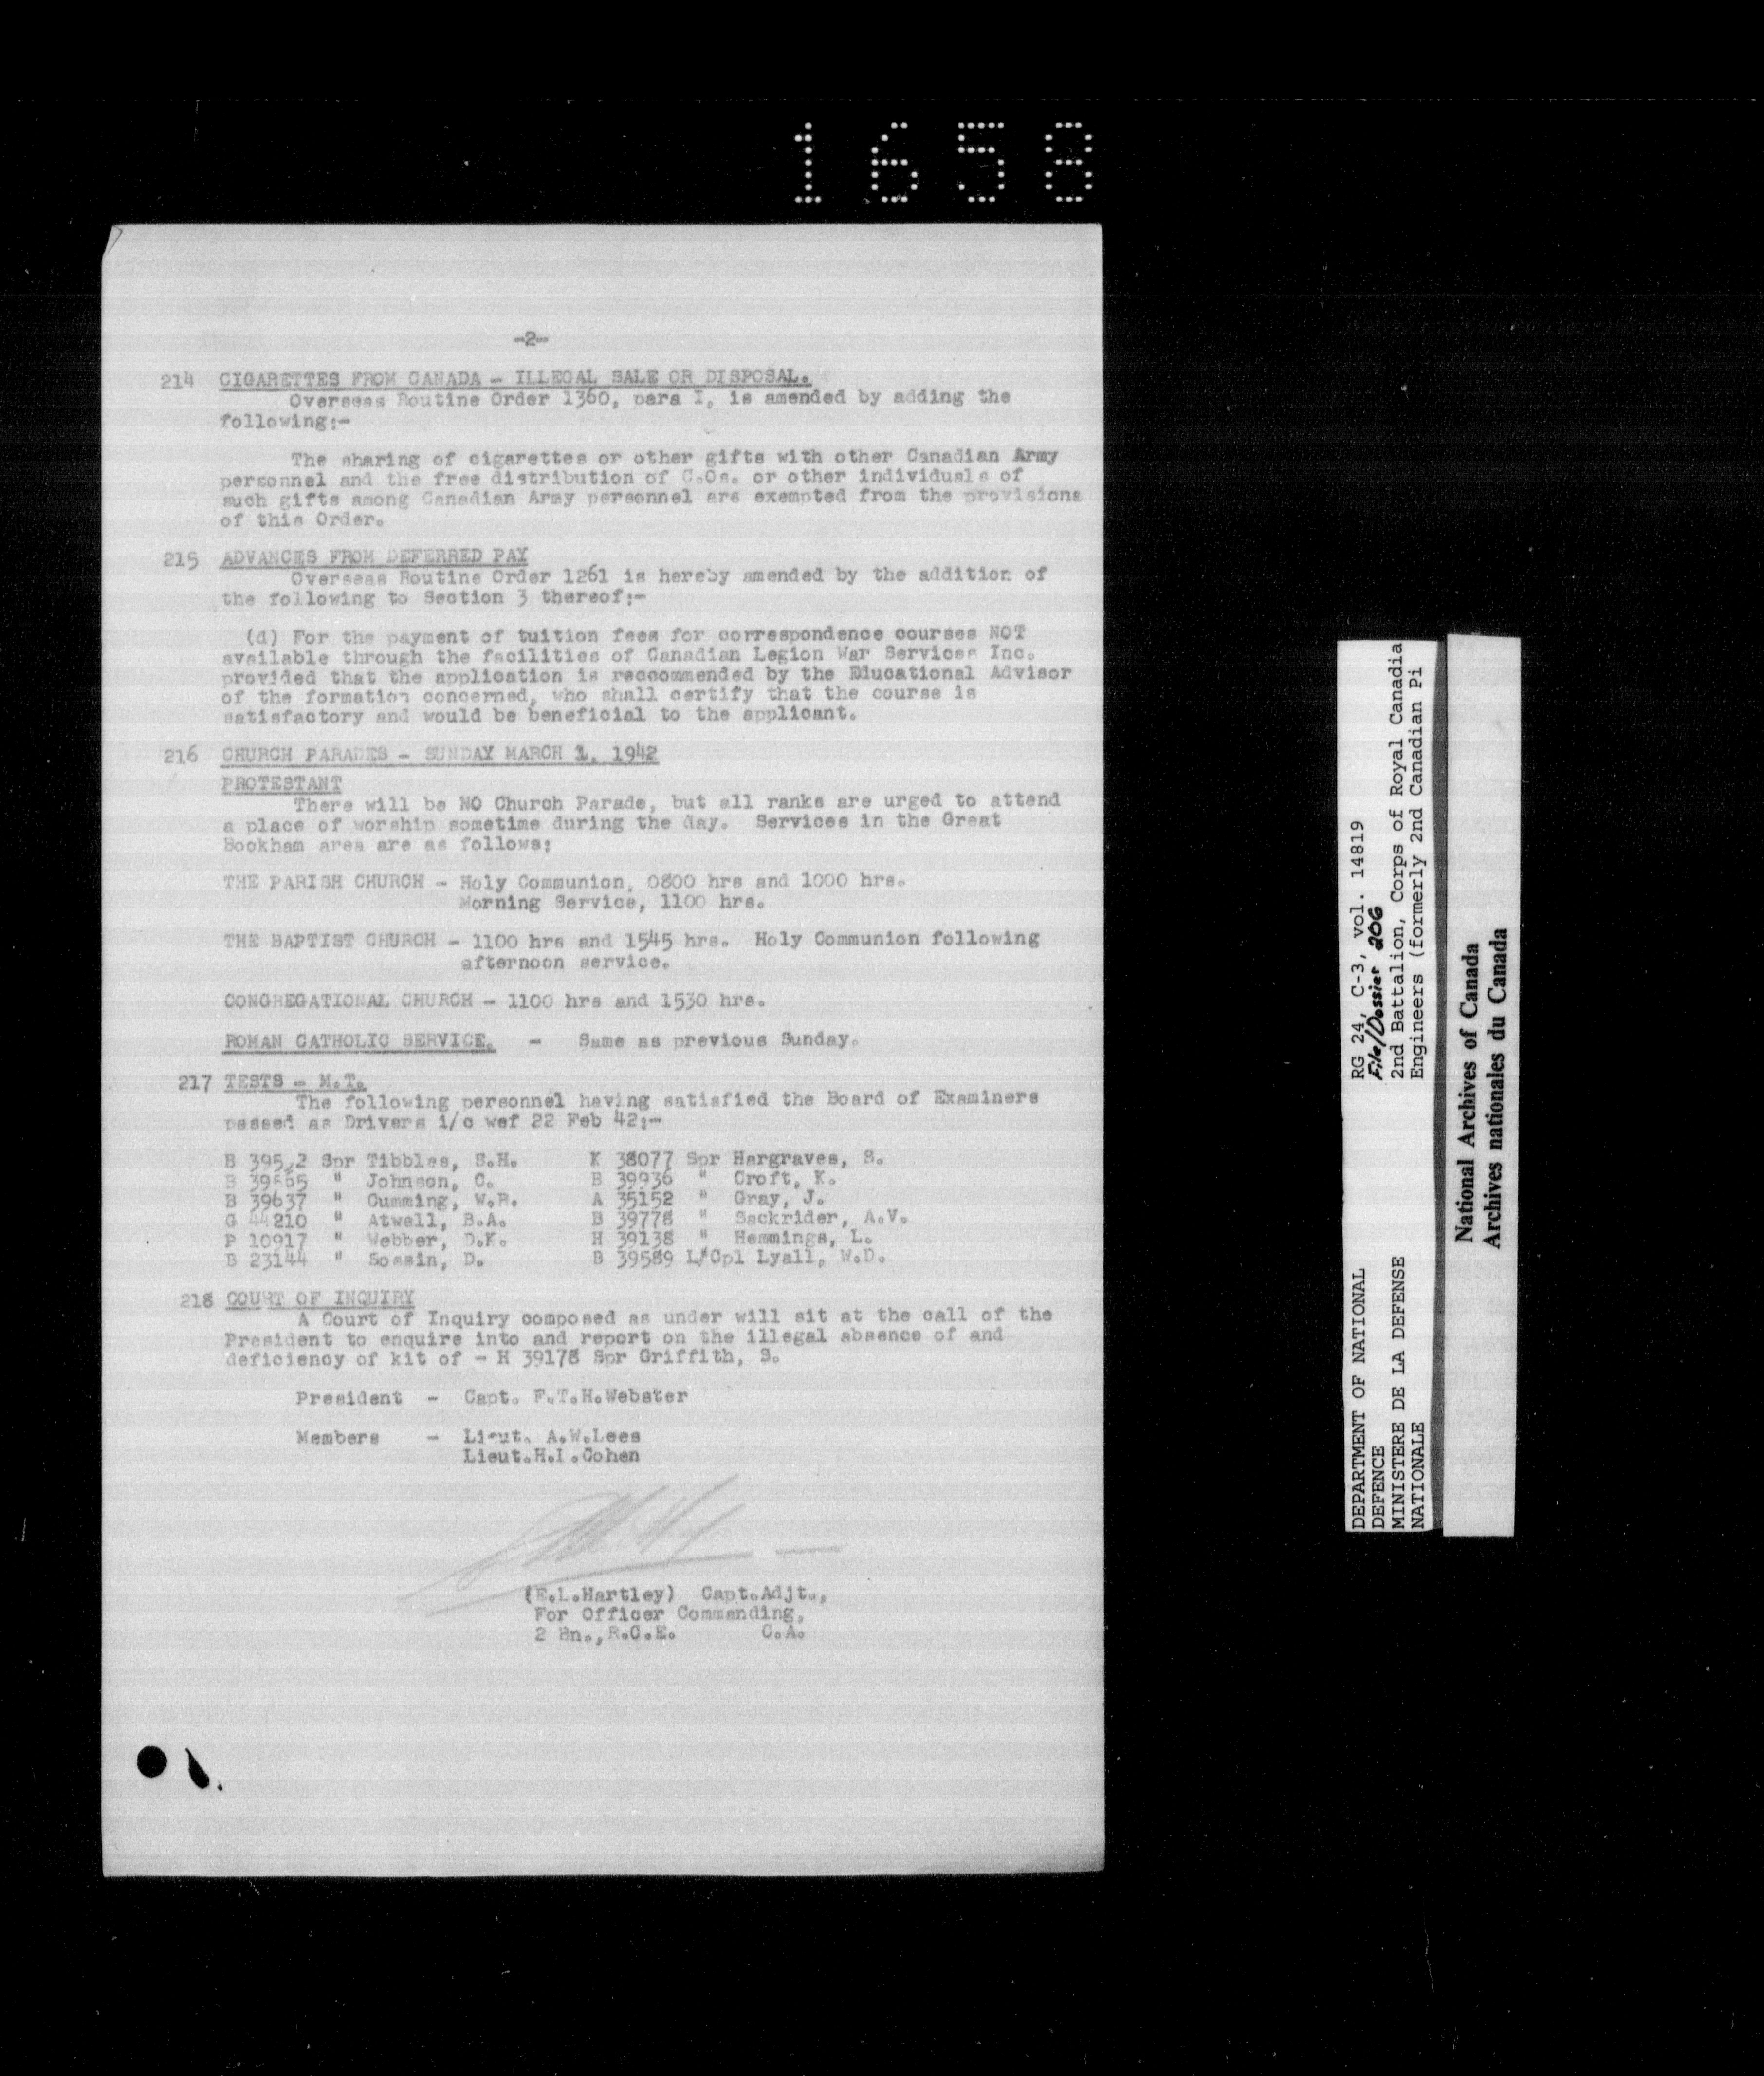 1658
-2-
214 CIGARETTES FROM CANADA - ILLEGAL SALE OR DISPOSAL.
Overseas Routine Order 1360, para I, is amended by adding the
following:-
The sharing of cigarettes or other gifts with other Canadian Army
personnel and the free distribution of C.Os. or other individuals of
such gifts among Canadian Army personnel are exempted from the provisions
of this Order.
215 ADVANCES FROM DEFERRED PAY
Overseas Routine Order 1261 is hereby amended by the addition of
the following to Section 3 thereof:-
(d) For the payment of tuition fees for correspondence courses NOT
available through the facilities of Canadian Legion War Services Inc.
provided that the application is reccommended by the Educational Advisor
of the formation concerned, who shall certify that the course is
satisfactory and would be beneficial to the applicant.
216 CHURCH PARADES - SUNDAY MARCH 1, 1942
PROTESTANT
There will be NO Church Parade, but all ranks are urged to attend
a place of worship sometime during the day. Services in the Great
Bookham area are as follows:
THE PARISH CHURCH - Holy Communion, 0800 hrs and 1000 hrs.
Morning Service, 1100 hrs.
THE BAPTIST CHURCH - 1100 hrs and 1545 hrs. Holy Communion following
afternoon service.
CONGREGATIONAL CHURCH - 1100 hrs and 1530 hrs.
ROMAN CATHOLIC SERVICE. - Same as previous Sunday.
217 TESTS - M.T.
The following personnel having satisfied the Board of Examiners
passed as Drivers i/c wef 22 Feb 42:-
B Spr Tibbles, S.H. K 38077 Spr Hargraves, S.
B " Johnson, C. B 39936 " Croft, K.
B 39637 " Cumming, W.R. A 35152 " Gray, J.
G 44210 " Atwell, B.A. B 39778 " Sackrider, A.V.
P 10917 " Webber, D.K. H 39138 " Hemmings, L.
B 23144 " Sossin, D. B 39589 L/Cpl Lyall, W.D.
218 COURT OF INQUIRY
A Court of Inquiry composed as under will sit at the call of the
President to enquire into and report on the illegal absence of and
deficiency of kit of - H 39178 Spr Griffith, S.
President - Capt. F.T.H.Webster
Members - Lieut. A.W.Lees
Lieut.H.I.Cohen
(E.L.Hartley) Capt.Adjt.,
For Officer Commanding,
2 Bn.,R.C.E. C.A.
DEPARTMENT OF NATIONAL
DEFENCE
MINISTERE DE LA DEFENSE
NATIONALE
RG 24, C-3, vol. 14819
File/Dossier 206
2nd Battalion, Corps of Royal Canadia
Engineers (formerly 2nd Canadian Pi
National Archives of Canada
Archives nationales du Canada